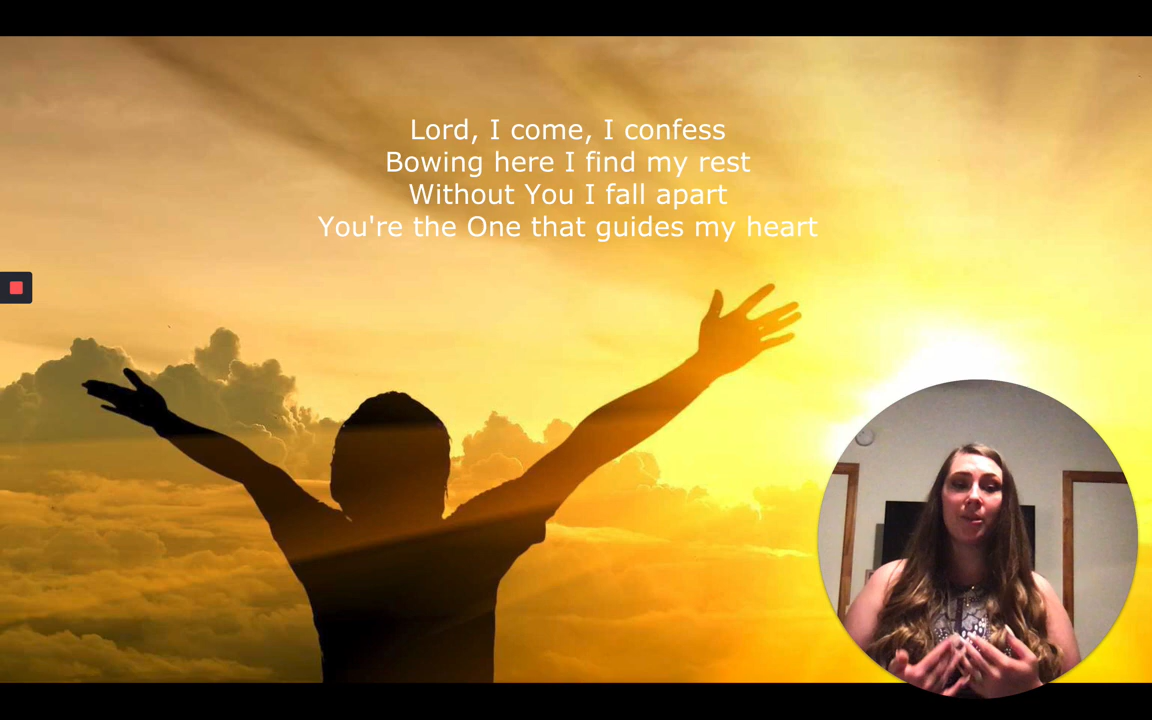 Lord, I come, I confess
Bowing here I find my rest
Without You I fall apart
You're the One that guides my heart